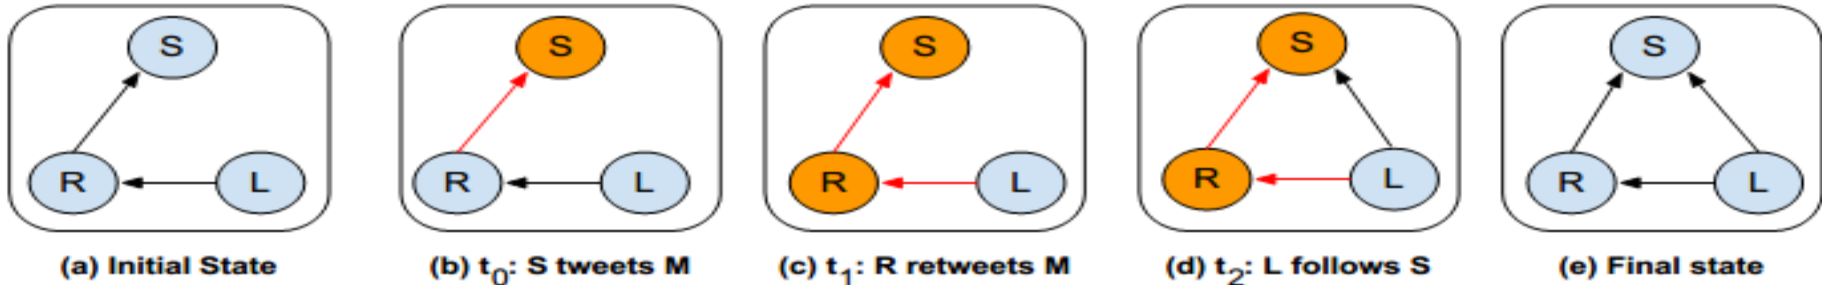 S
R
L
(a) Initial State
S
R
L
(b) t0: S tweets M
S
R
L
(c) t1: R retweets M
S
R
L
(d) t2: L follows S
S
R
L
(e) Final state